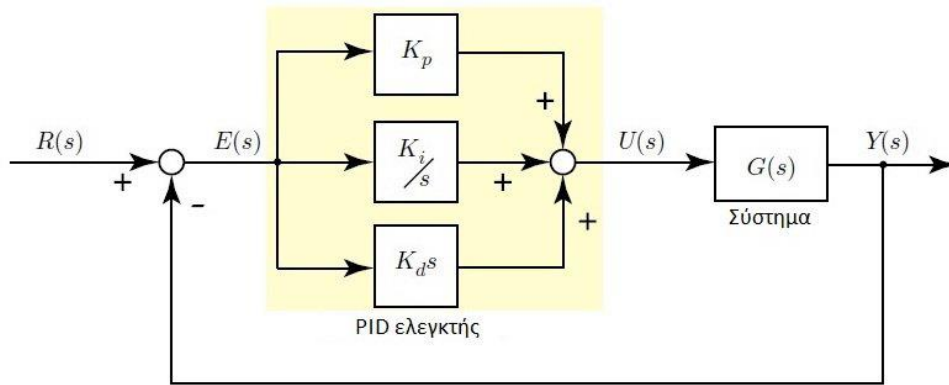 K_p
+
R(s)
E(s)
K_i/s
U(s)
G(s)
Y(s)
+
+
-
+
Σύστημα
K_d s
PID ελεγκτής